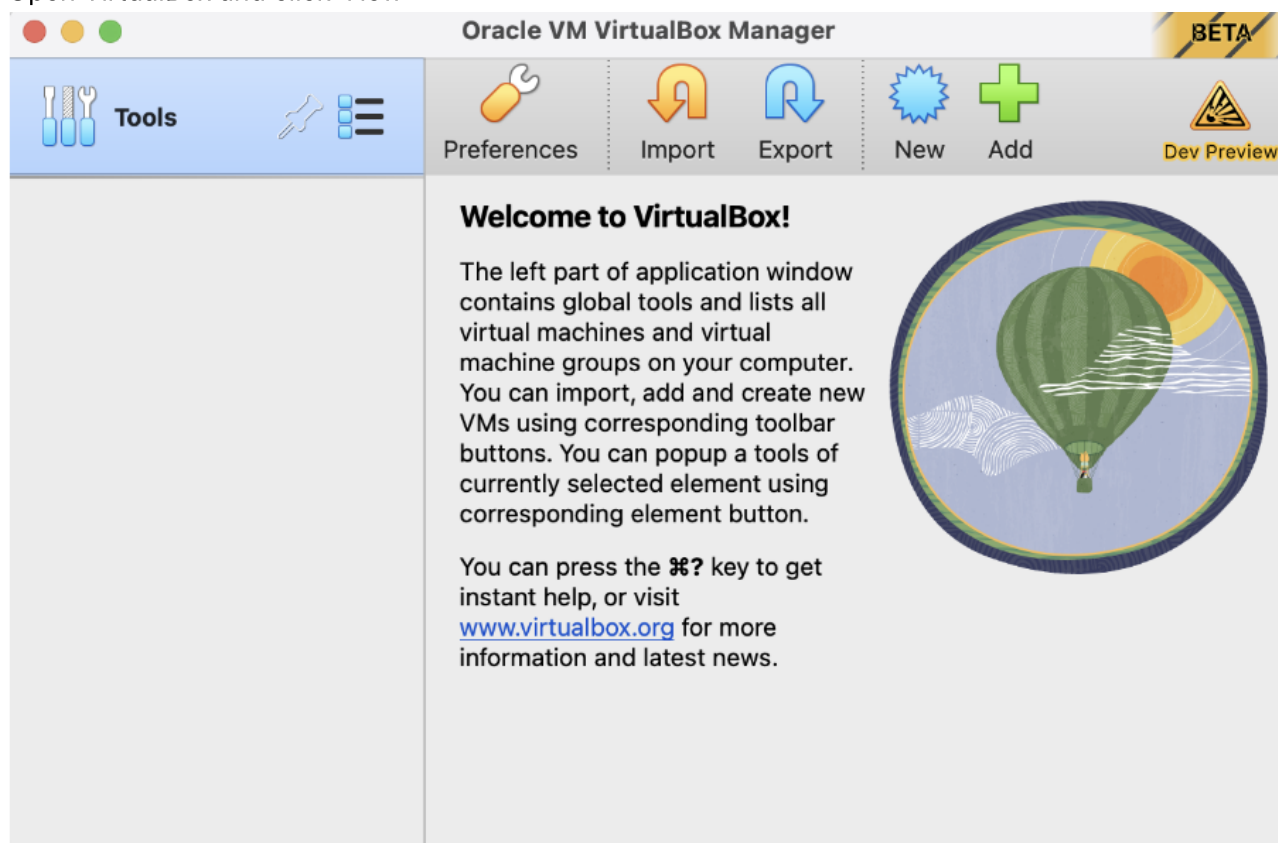 Oracle VM VirtualBox Manager
BETA
Tools
Preferences
Import
Export
New
Add
Dev Preview
Welcome to VirtualBox!
The left part of application window
contains global tools and lists all
virtual machines and virtual
machine groups on your computer.
You can import, add and create new
VMs using corresponding toolbar
buttons. You can popup a tools of
currently selected element using
corresponding element button.
You can press the ⌘? key to get
instant help, or visit
www.virtualbox.org for more
information and latest news.